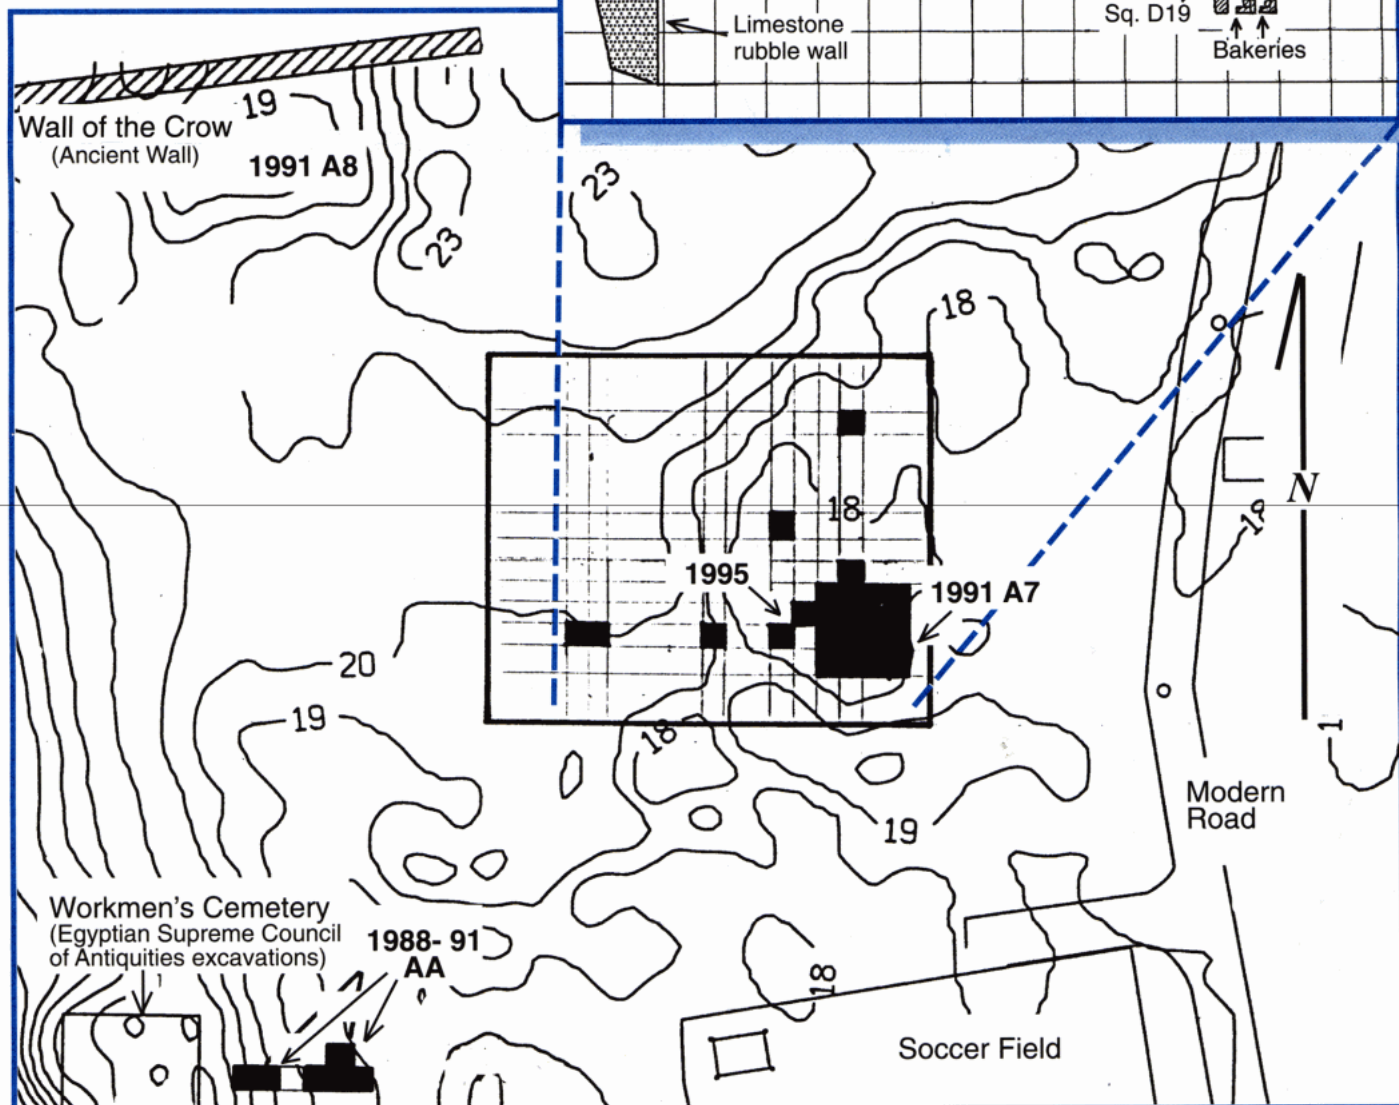 Limestone
rubble wall
Sq. D19
Bakeries
Wall of the Crow
(Ancient Wall)
19
1991 A8
23
23
18
N
18
1995
1991 A7
20
19
18
Modern
Road
19
Workmen's Cemetery
(Egyptian Supreme Council
of Antiquities excavations)
1988- 91
AA
18
Soccer Field